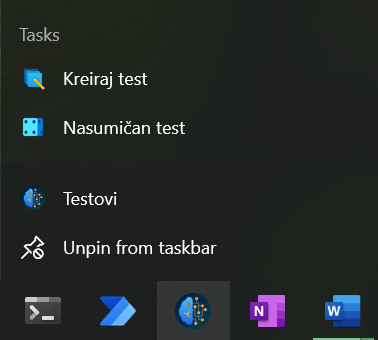 Tasks
Kreiraj test
Nasumičan test
Testovi
Unpin from taskbar
N
W